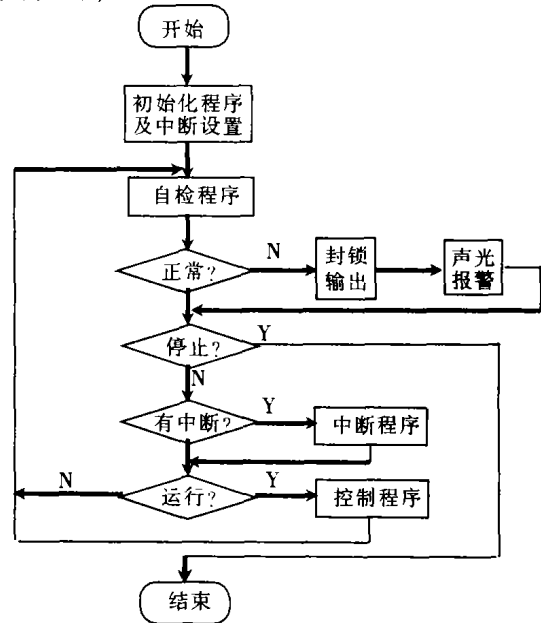 开始
初始化程序
及中断设置
自检程序
正常?
N
封锁
输出
声光
报警
停止?
Y
N
有中断?
Y
中断程序
运行?
N
Y
控制程序
结束